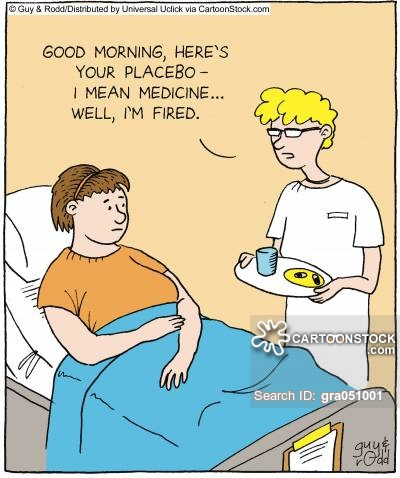 © Guy & Rodd/Distributed by Universal Uclick via CartoonStock.com
GOOD MORNING, HERE'S
YOUR PLACEBO –
I MEAN MEDICINE...
WELL, I'M FIRED.
CARTOONSTOCK
.com
Search ID: gra051001
guy &
rodd